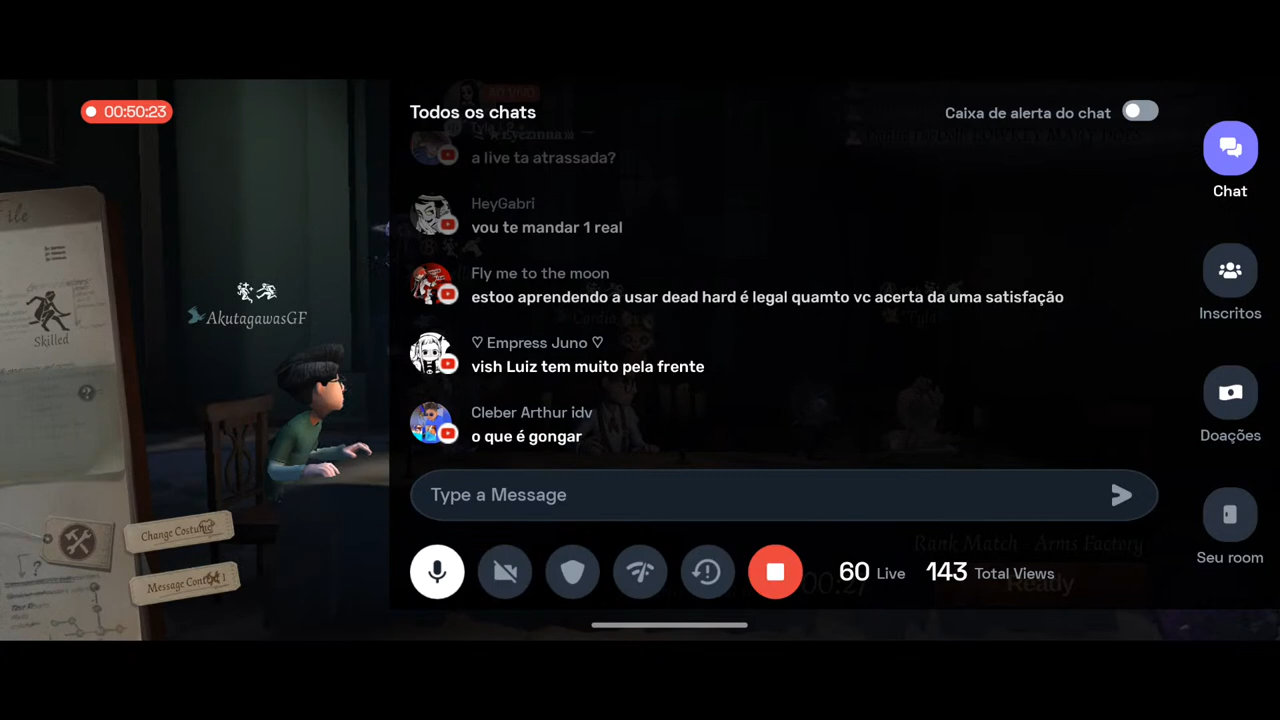 00:50:23
Todos os chats
Caixa de alerta do chat
a live ta atrassada?
HeyGabri
vou te mandar 1 real
Fly me to the moon
estoo aprendendo a usar dead hard é legal quamto vc acerta da uma satisfação
♡ Empress Juno ♡
vish Luiz tem muito pela frente
Cleber Arthur idv
o que é gongar
Type a Message
60 Live 143 Total Views
Chat
Inscritos
Doações
Seu room
AkutagawasGF
Skilled
Change Costume
Rank Match - Arms Factory
Ready